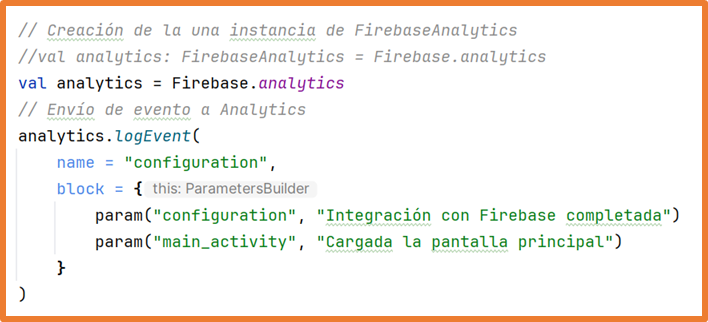 // Creación de la una instancia de FirebaseAnalytics
//val analytics: FirebaseAnalytics = Firebase.analytics
val analytics = Firebase.analytics
// Envío de evento a Analytics
analytics.logEvent(
    name = "configuration",
    block = { this: ParametersBuilder
        param("configuration", "Integración con Firebase completada")
        param("main_activity", "Cargada la pantalla principal")
    }
)